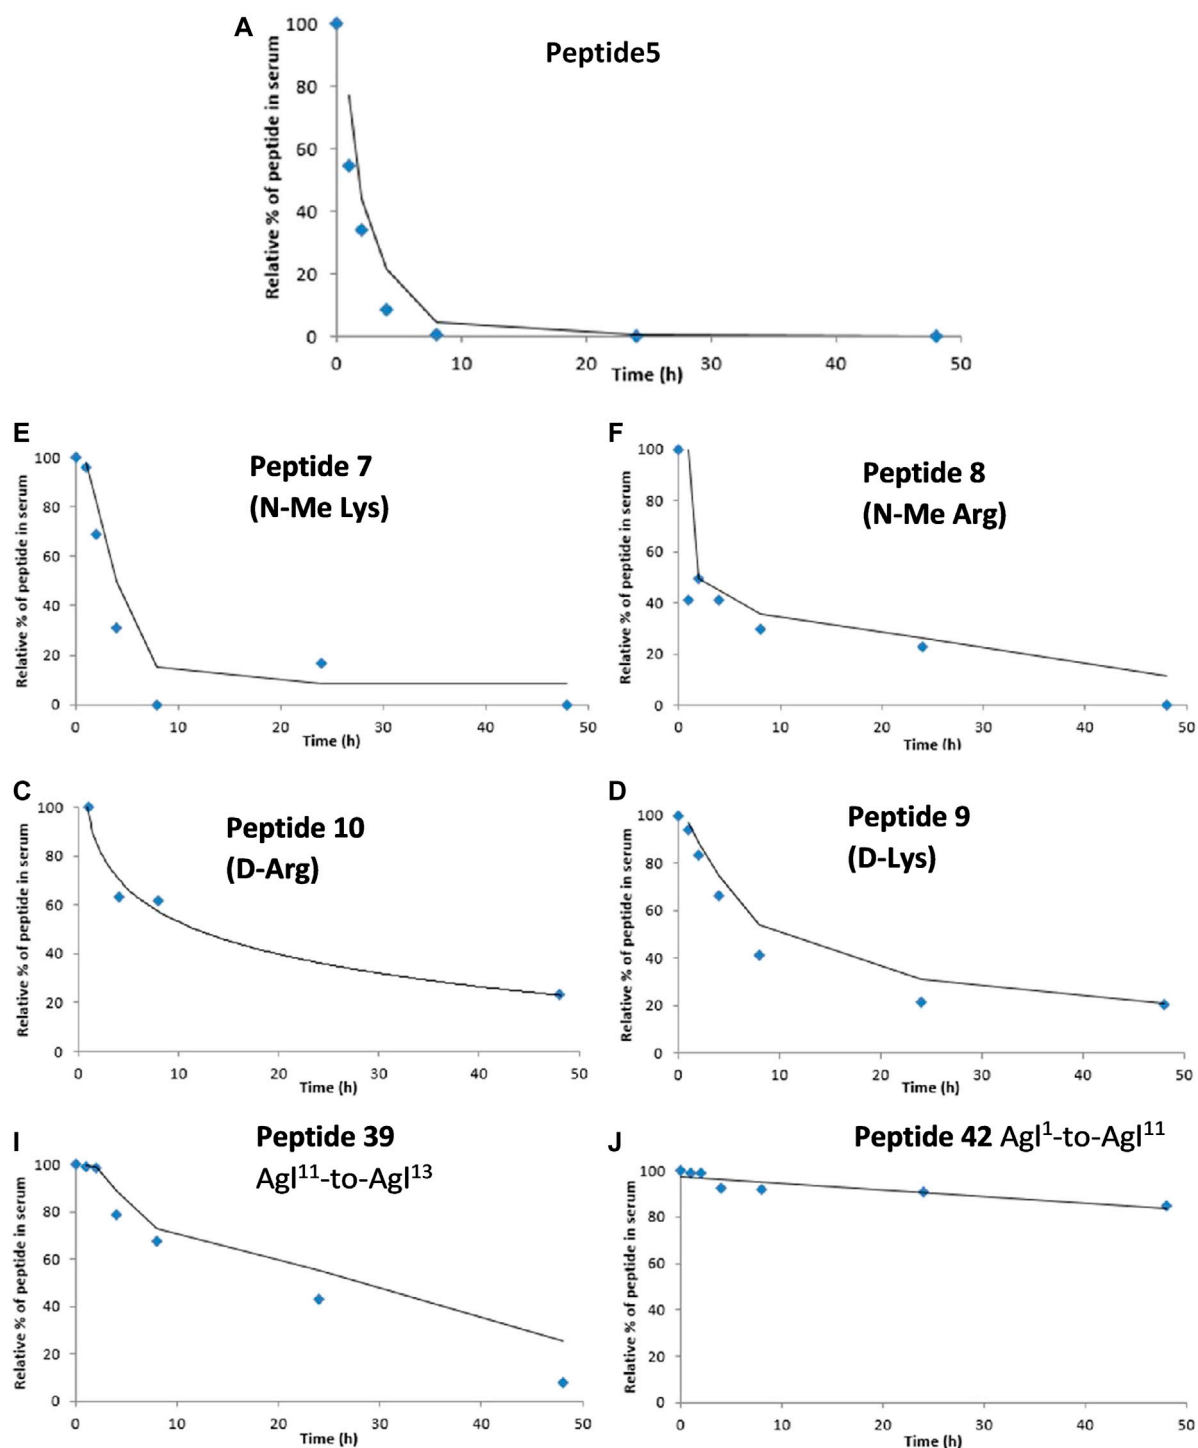 A
Peptide5
Relative % of peptide in serum
100
80
60
40
20
0
0 10 20 30 40 50
Time (h)
E
Peptide 7
(N-Me Lys)
Relative % of peptide in serum
100
80
60
40
20
0
0 10 20 30 40 50
Time (h)
F
Peptide 8
(N-Me Arg)
Relative % of peptide in serum
100
80
60
40
20
0
0 10 20 30 40 50
Time (h)
C
Peptide 10
(D-Arg)
Relative % of peptide in serum
100
80
60
40
20
0
0 10 20 30 40 50
Time (h)
D
Peptide 9
(D-Lys)
Relative % of peptide in serum
100
80
60
40
20
0
0 10 20 30 40 50
Time (h)
I
Peptide 39
Agl¹¹-to-Agl¹³
Relative % of peptide in serum
100
80
60
40
20
0
0 10 20 30 40 50
Time (h)
J
Peptide 42 Agl¹-to-Agl¹¹
Relative % of peptide in serum
100
80
60
40
20
0
0 10 20 30 40 50
Time (h)